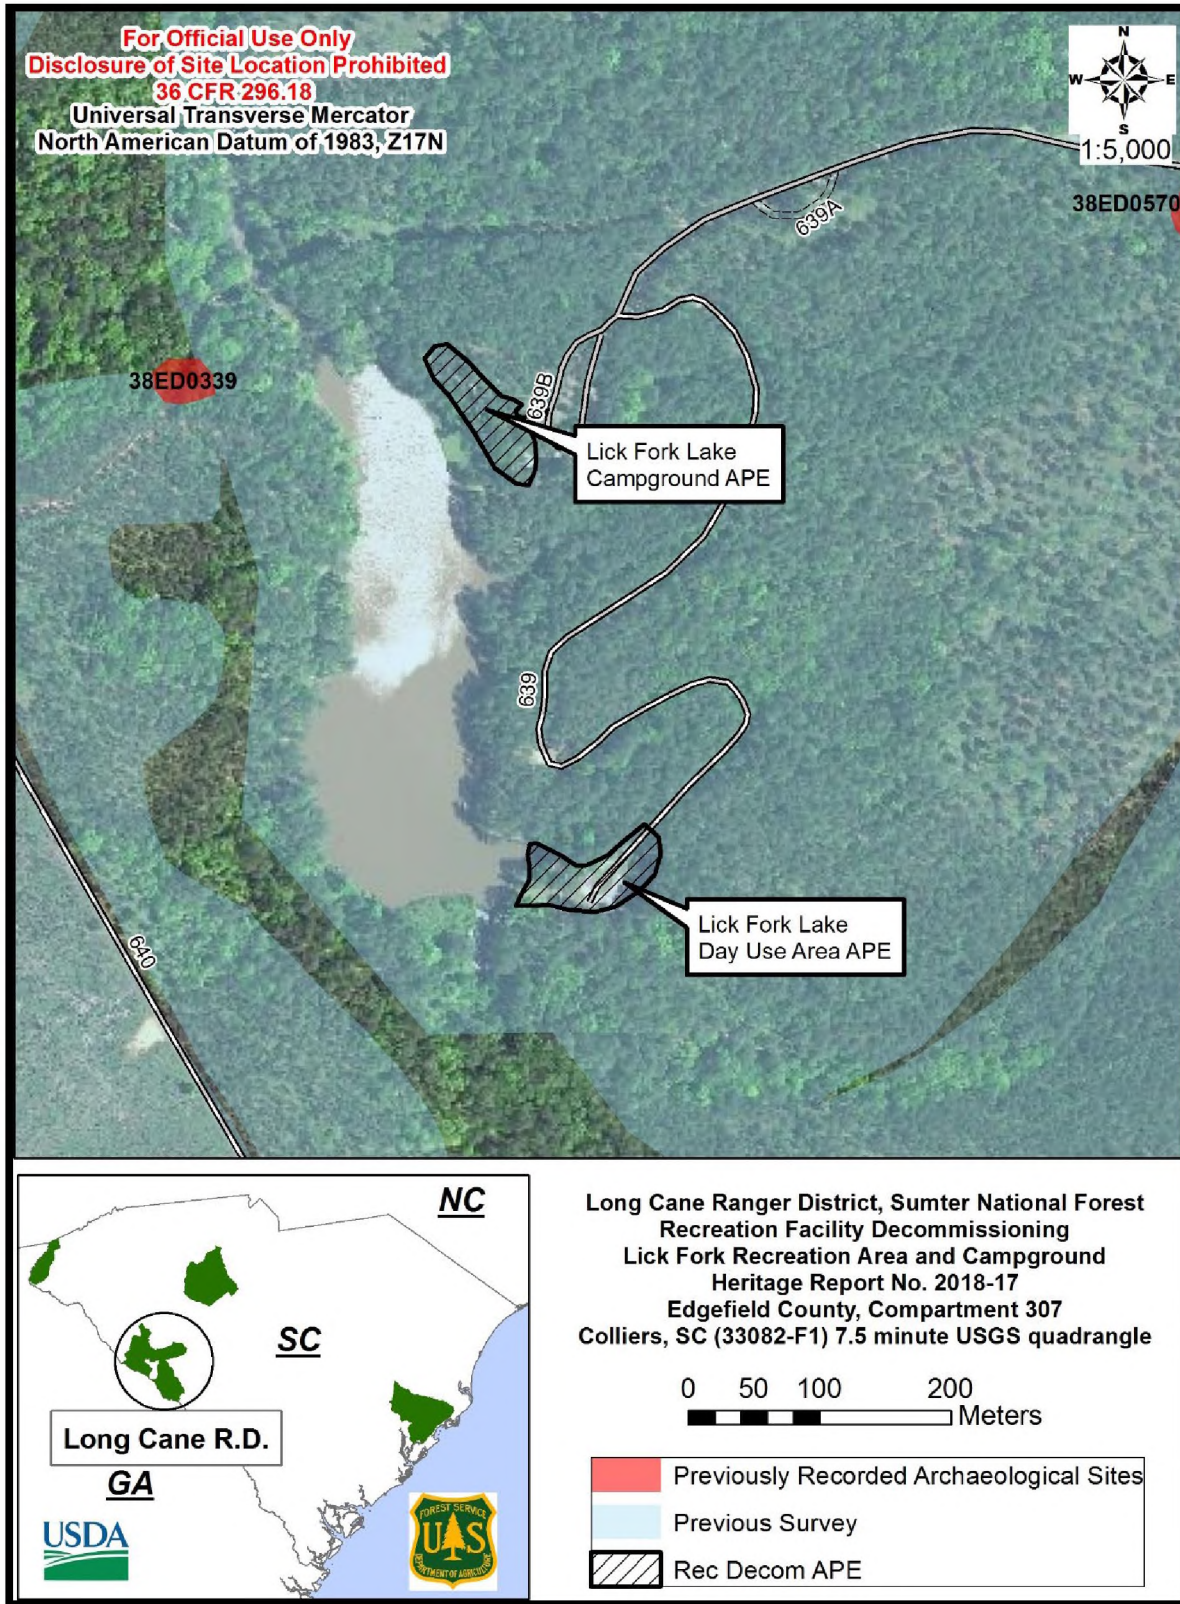 For Official Use Only
Disclosure of Site Location Prohibited
36 CFR 296.18
Universal Transverse Mercator
North American Datum of 1983, Z17N
N
W
E
S
1:5,000
38ED0570
639A
38ED0339
639B
Lick Fork Lake
Campground APE
639
Lick Fork Lake
Day Use Area APE
640
NC
SC
Long Cane R.D.
GA
USDA
FOREST SERVICE
U S
DEPARTMENT OF AGRICULTURE
Long Cane Ranger District, Sumter National Forest
Recreation Facility Decommissioning
Lick Fork Recreation Area and Campground
Heritage Report No. 2018-17
Edgefield County, Compartment 307
Colliers, SC (33082-F1) 7.5 minute USGS quadrangle
0 50 100 200
Meters
Previously Recorded Archaeological Sites
Previous Survey
Rec Decom APE